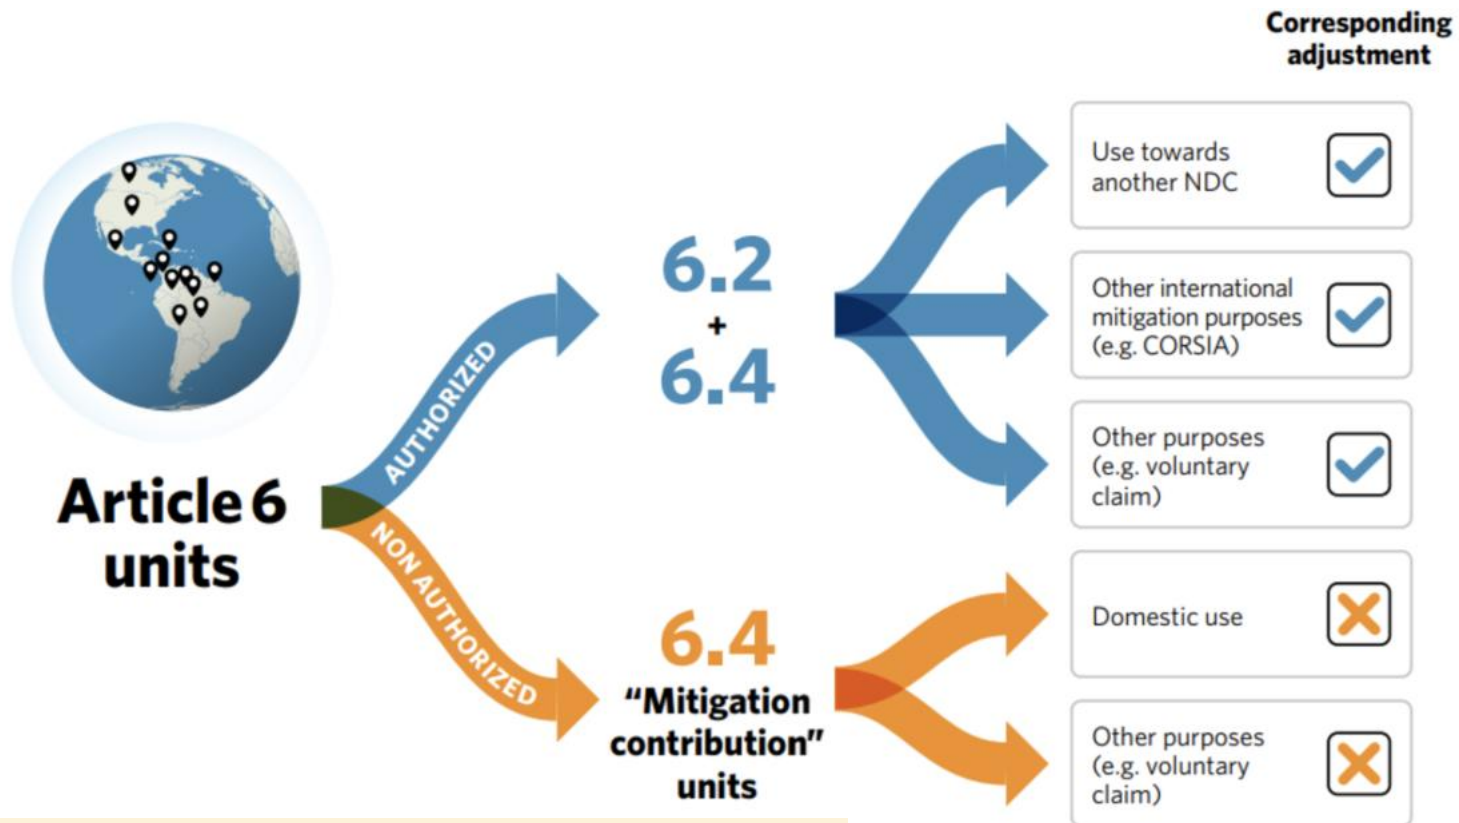 Corresponding
adjustment
Article 6
units
AUTHORIZED
NON AUTHORIZED
6.2
+
6.4
6.4
“Mitigation
contribution”
units
Use towards
another NDC
Other international
mitigation purposes
(e.g. CORSIA)
Other purposes
(e.g. voluntary
claim)
Domestic use
Other purposes
(e.g. voluntary
claim)